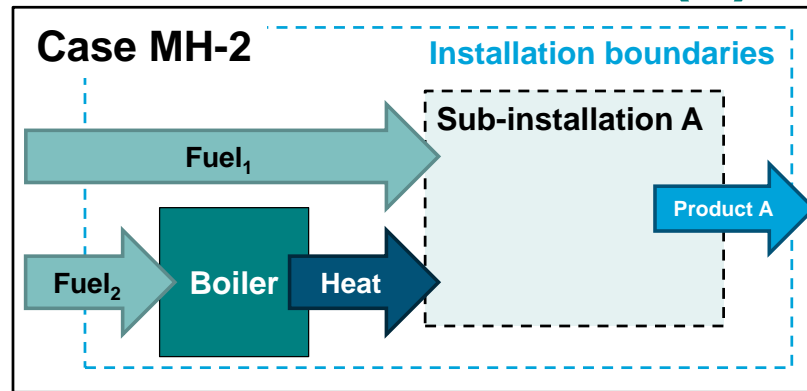 Case MH-2
Installation boundaries
Sub-installation A
Fuel₁
Product A
Fuel₂
Boiler
Heat